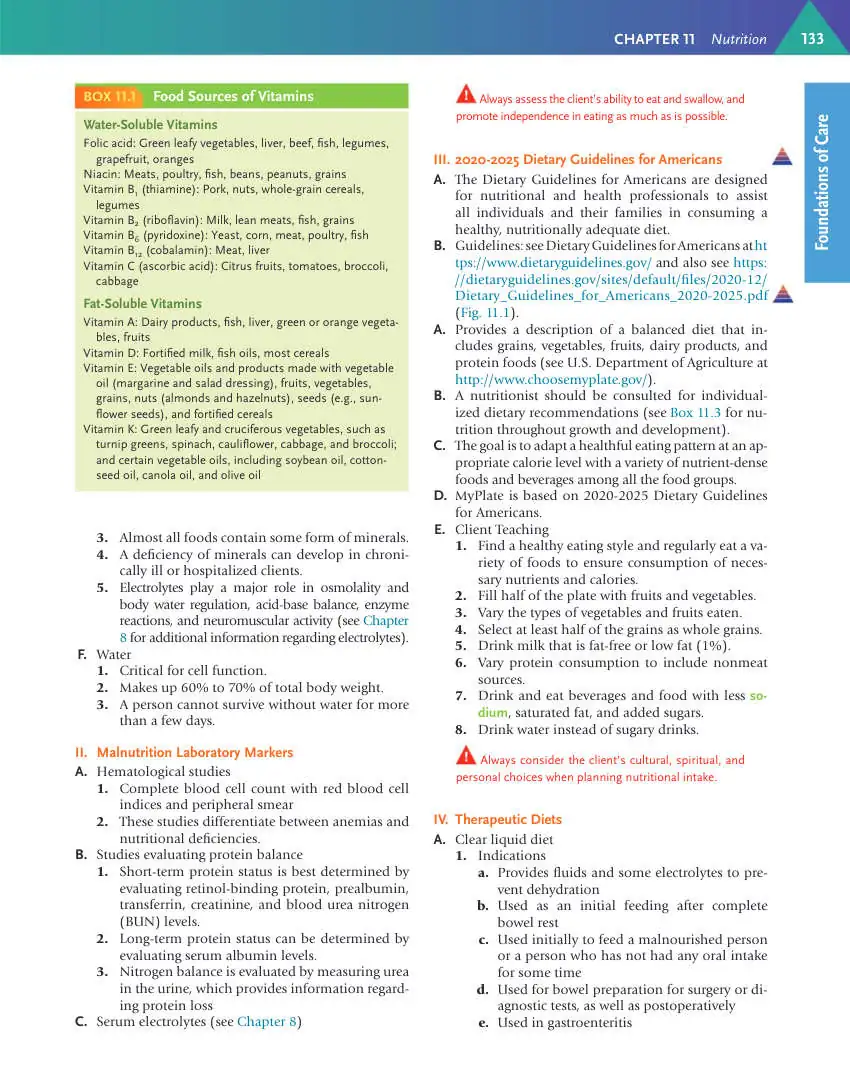 CHAPTER 11 Nutrition 133
BOX 11.1 Food Sources of Vitamins
Water-Soluble Vitamins
Folic acid: Green leafy vegetables, liver, beef, fish, legumes,
grapefruit, oranges
Niacin: Meats, poultry, fish, beans, peanuts, grains
Vitamin B₁ (thiamine): Pork, nuts, whole-grain cereals,
legumes
Vitamin B₂ (riboflavin): Milk, lean meats, fish, grains
Vitamin B₆ (pyridoxine): Yeast, corn, meat, poultry, fish
Vitamin B₁₂ (cobalamin): Meat, liver
Vitamin C (ascorbic acid): Citrus fruits, tomatoes, broccoli,
cabbage
Fat-Soluble Vitamins
Vitamin A: Dairy products, fish, liver, green or orange vegeta-
bles, fruits
Vitamin D: Fortified milk, fish oils, most cereals
Vitamin E: Vegetable oils and products made with vegetable
oil (margarine and salad dressing), fruits, vegetables,
grains, nuts (almonds and hazelnuts), seeds (e.g., sun-
flower seeds), and fortified cereals
Vitamin K: Green leafy and cruciferous vegetables, such as
turnip greens, spinach, cauliflower, cabbage, and broccoli;
and certain vegetable oils, including soybean oil, cotton-
seed oil, canola oil, and olive oil
3. Almost all foods contain some form of minerals.
4. A deficiency of minerals can develop in chroni-
cally ill or hospitalized clients.
5. Electrolytes play a major role in osmolality and
body water regulation, acid-base balance, enzyme
reactions, and neuromuscular activity (see Chapter
8 for additional information regarding electrolytes).
F. Water
1. Critical for cell function.
2. Makes up 60% to 70% of total body weight.
3. A person cannot survive without water for more
than a few days.
II. Malnutrition Laboratory Markers
A. Hematological studies
1. Complete blood cell count with red blood cell
indices and peripheral smear
2. These studies differentiate between anemias and
nutritional deficiencies.
B. Studies evaluating protein balance
1. Short-term protein status is best determined by
evaluating retinol-binding protein, prealbumin,
transferrin, creatinine, and blood urea nitrogen
(BUN) levels.
2. Long-term protein status can be determined by
evaluating serum albumin levels.
3. Nitrogen balance is evaluated by measuring urea
in the urine, which provides information regard-
ing protein loss
C. Serum electrolytes (see Chapter 8)
Always assess the client's ability to eat and swallow, and
promote independence in eating as much as is possible.
III. 2020-2025 Dietary Guidelines for Americans
A. The Dietary Guidelines for Americans are designed
for nutritional and health professionals to assist
all individuals and their families in consuming a
healthy, nutritionally adequate diet.
B. Guidelines: see Dietary Guidelines for Americans at ht
tps://www.dietaryguidelines.gov/ and also see https:
//dietaryguidelines.gov/sites/default/files/2020-12/
Dietary_Guidelines_for_Americans_2020-2025.pdf
(Fig. 11.1).
A. Provides a description of a balanced diet that in-
cludes grains, vegetables, fruits, dairy products, and
protein foods (see U.S. Department of Agriculture at
http://www.choosemyplate.gov/).
B. A nutritionist should be consulted for individual-
ized dietary recommendations (see Box 11.3 for nu-
trition throughout growth and development).
C. The goal is to adapt a healthful eating pattern at an ap-
propriate calorie level with a variety of nutrient-dense
foods and beverages among all the food groups.
D. MyPlate is based on 2020-2025 Dietary Guidelines
for Americans.
E. Client Teaching
1. Find a healthy eating style and regularly eat a va-
riety of foods to ensure consumption of neces-
sary nutrients and calories.
2. Fill half of the plate with fruits and vegetables.
3. Vary the types of vegetables and fruits eaten.
4. Select at least half of the grains as whole grains.
5. Drink milk that is fat-free or low fat (1%).
6. Vary protein consumption to include nonmeat
sources.
7. Drink and eat beverages and food with less so-
dium, saturated fat, and added sugars.
8. Drink water instead of sugary drinks.
Always consider the client's cultural, spiritual, and
personal choices when planning nutritional intake.
IV. Therapeutic Diets
A. Clear liquid diet
1. Indications
a. Provides fluids and some electrolytes to pre-
vent dehydration
b. Used as an initial feeding after complete
bowel rest
c. Used initially to feed a malnourished person
or a person who has not had any oral intake
for some time
d. Used for bowel preparation for surgery or di-
agnostic tests, as well as postoperatively
e. Used in gastroenteritis
Foundations of Care